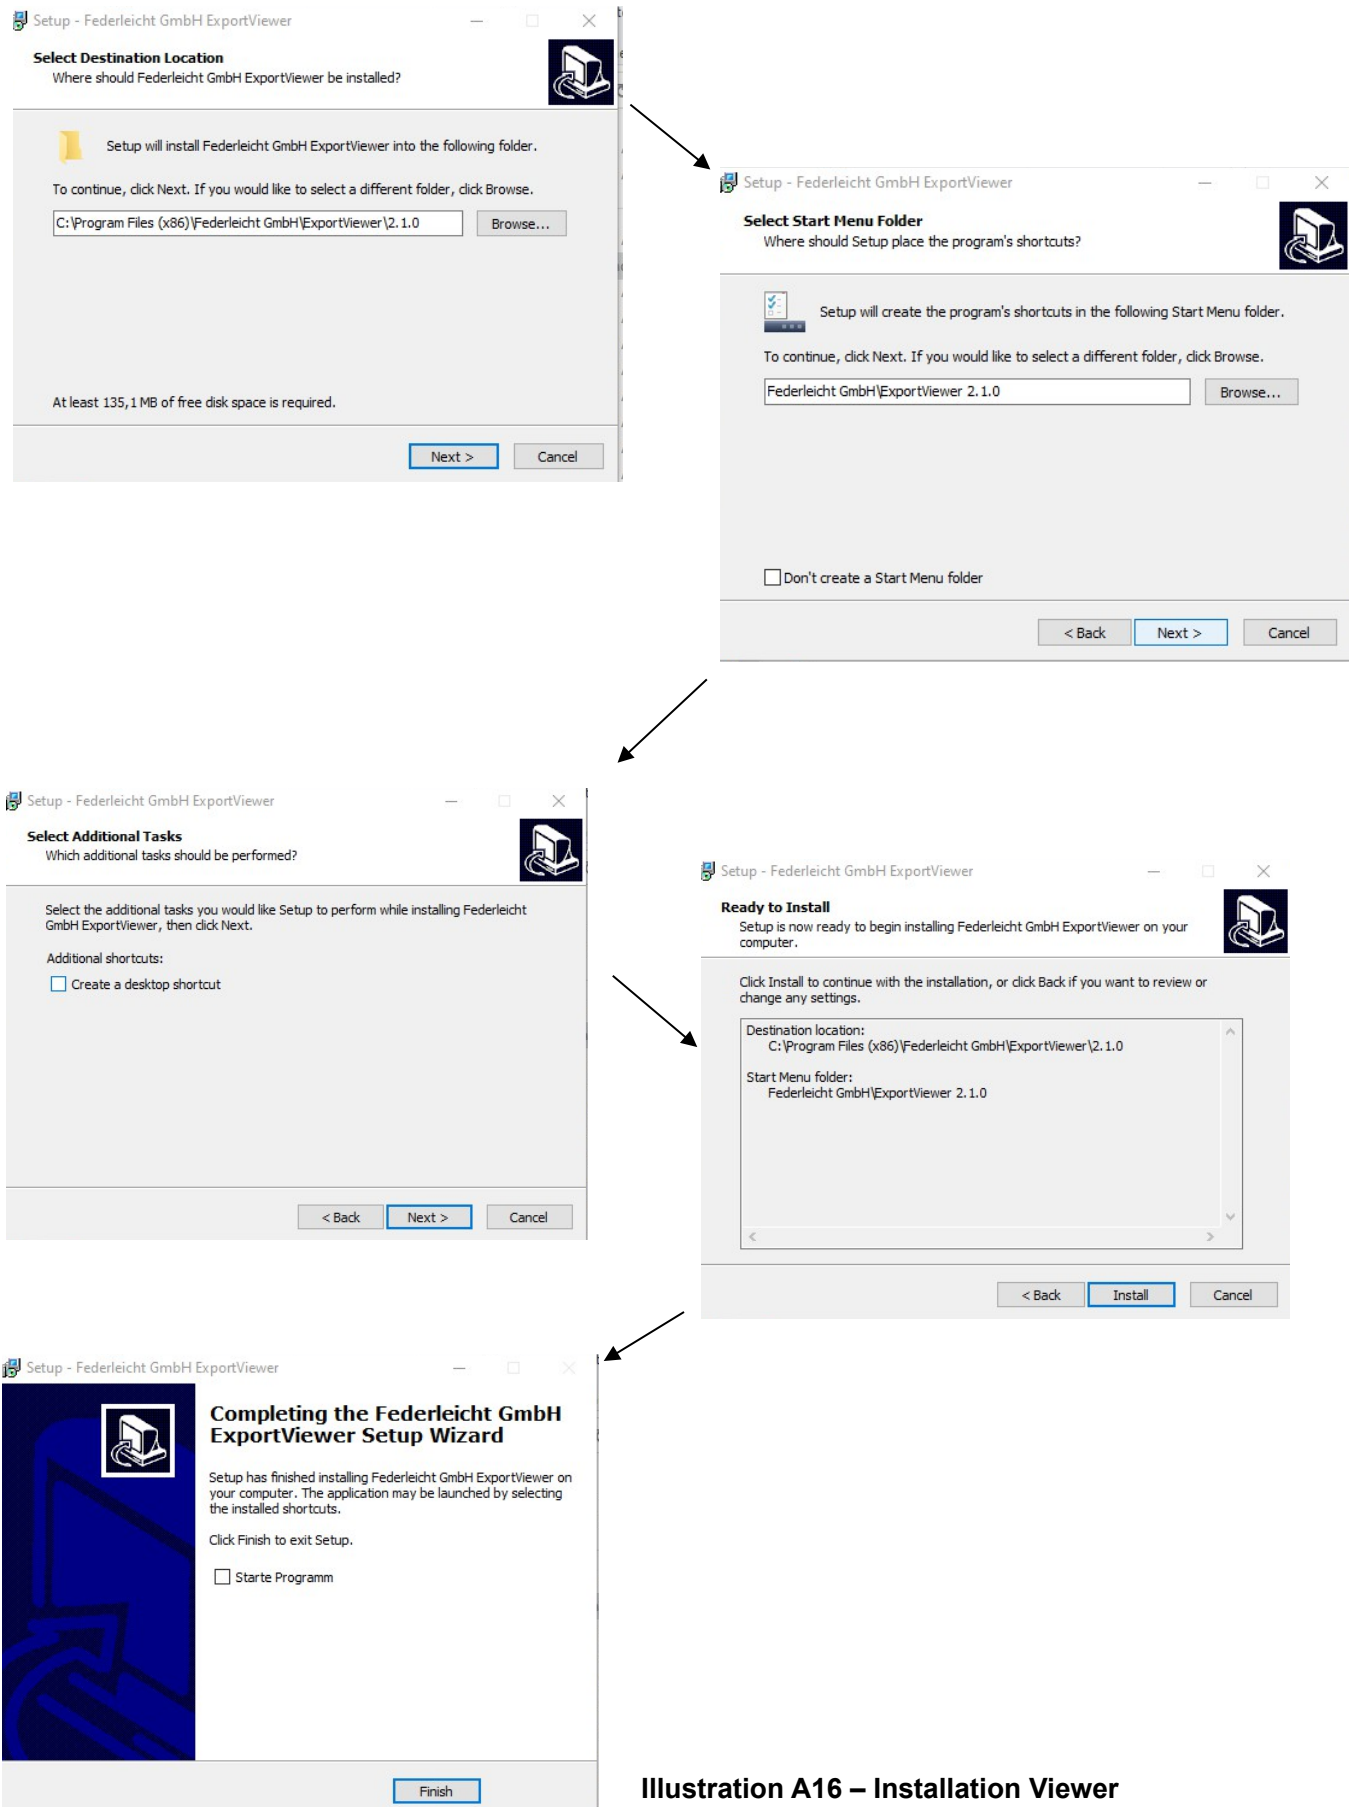 Setup - Federleicht GmbH ExportViewer
Select Destination Location
Where should Federleicht GmbH ExportViewer be installed?
Setup will install Federleicht GmbH ExportViewer into the following folder.
To continue, click Next. If you would like to select a different folder, click Browse.
C:\Program Files (x86)\Federleicht GmbH\ExportViewer\2.1.0
Browse...
At least 135,1 MB of free disk space is required.
Next >
Cancel
Setup - Federleicht GmbH ExportViewer
Select Start Menu Folder
Where should Setup place the program's shortcuts?
Setup will create the program's shortcuts in the following Start Menu folder.
To continue, click Next. If you would like to select a different folder, click Browse.
Federleicht GmbH\ExportViewer 2.1.0
Browse...
Don't create a Start Menu folder
< Back
Next >
Cancel
Setup - Federleicht GmbH ExportViewer
Select Additional Tasks
Which additional tasks should be performed?
Select the additional tasks you would like Setup to perform while installing Federleicht
GmbH ExportViewer, then click Next.
Additional shortcuts:
Create a desktop shortcut
< Back
Next >
Cancel
Setup - Federleicht GmbH ExportViewer
Ready to Install
Setup is now ready to begin installing Federleicht GmbH ExportViewer on your
computer.
Click Install to continue with the installation, or click Back if you want to review or
change any settings.
Destination location:
C:\Program Files (x86)\Federleicht GmbH\ExportViewer\2.1.0
Start Menu folder:
Federleicht GmbH\ExportViewer 2.1.0
< Back
Install
Cancel
Setup - Federleicht GmbH ExportViewer
Completing the Federleicht GmbH
ExportViewer Setup Wizard
Setup has finished installing Federleicht GmbH ExportViewer on
your computer. The application may be launched by selecting
the installed shortcuts.
Click Finish to exit Setup.
Starte Programm
Finish
Illustration A16 – Installation Viewer